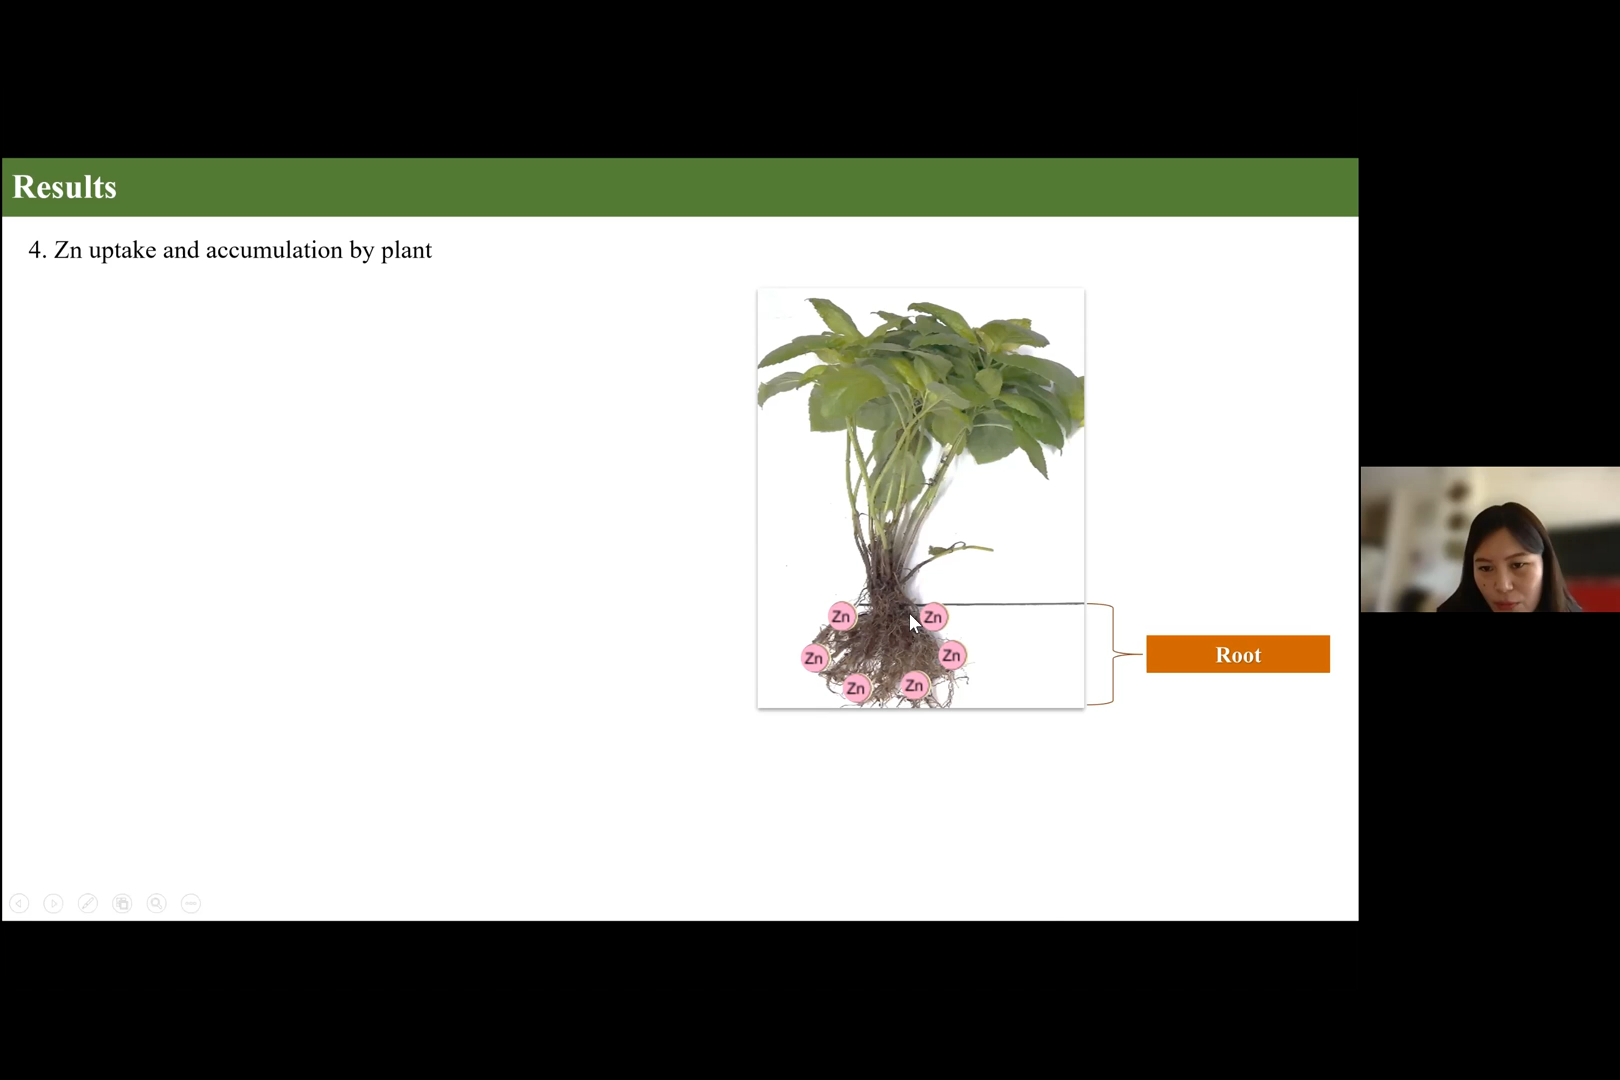 Results
4. Zn uptake and accumulation by plant
Zn
Zn
Zn
Zn
Zn
Zn
Root